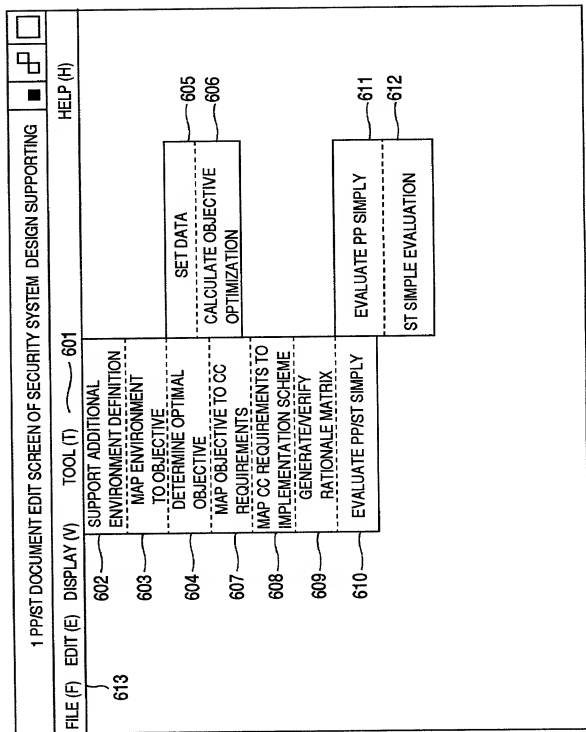 1 PP/ST DOCUMENT EDIT SCREEN OF SECURITY SYSTEM DESIGN SUPPORTING
FILE (F) EDIT (E) DISPLAY (V) TOOL (T) 601 HELP (H)
613
602
SUPPORT ADDITIONAL
ENVIRONMENT DEFINITION
603
MAP ENVIRONMENT
TO OBJECTIVE
604
DETERMINE OPTIMAL
OBJECTIVE
607
MAP OBJECTIVE TO CC
REQUIREMENTS
608
MAP CC REQUIREMENTS TO
IMPLEMENTATION SCHEME
609
GENERATE/VERIFY
RATIONALE MATRIX
610
EVALUATE PP/ST SIMPLY
SET DATA
605
CALCULATE OBJECTIVE
OPTIMIZATION
606
EVALUATE PP SIMPLY
611
ST SIMPLE EVALUATION
612